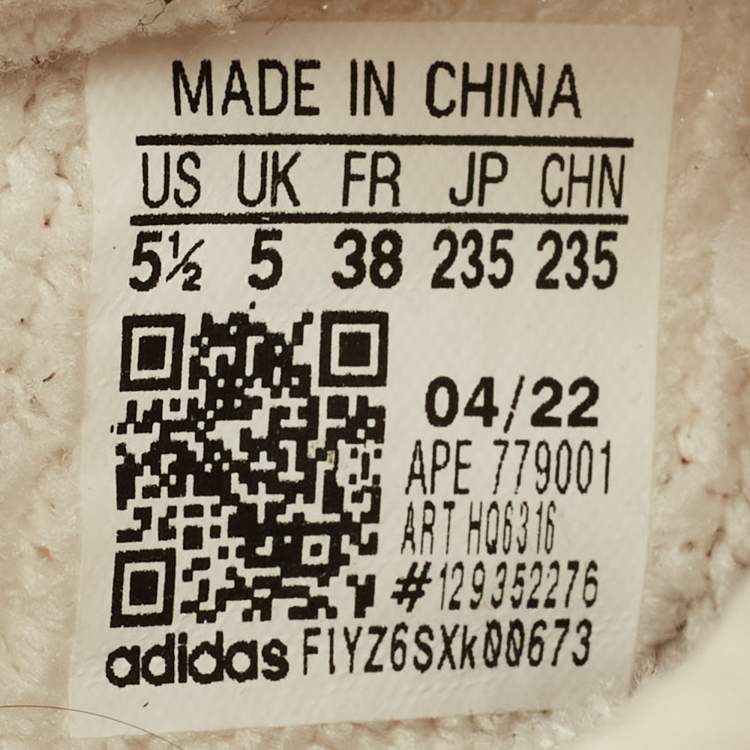 MADE IN CHINA
US UK FR JP CHN
5½ 5 38 235 235
04/22
APE 779001
ART HQ6316
#129352276
adidas FIYZ6SXk00673